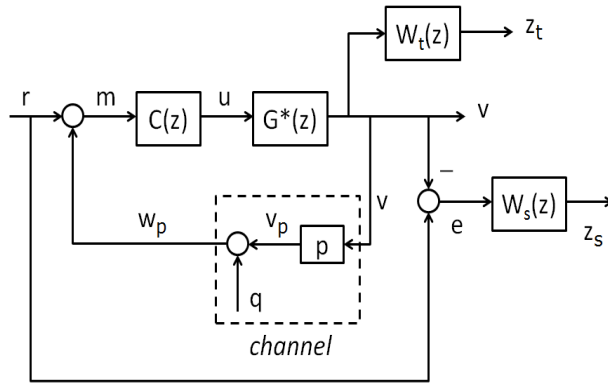 W_t(z)
z_t
r
m
C(z)
u
G*(z)
v
–
v
e
W_s(z)
z_s
w_p
v_p
p
q
channel